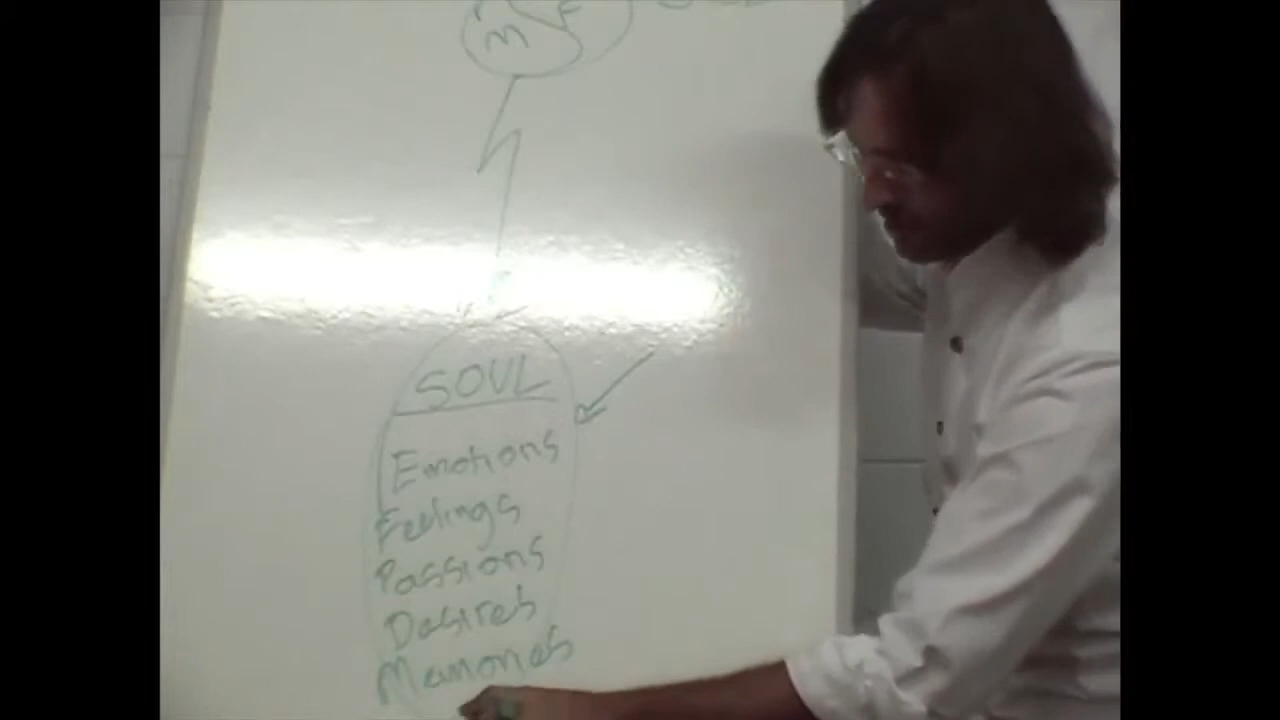 M F
SOUL
Emotions
Feelings
Passions
Desires
Memories